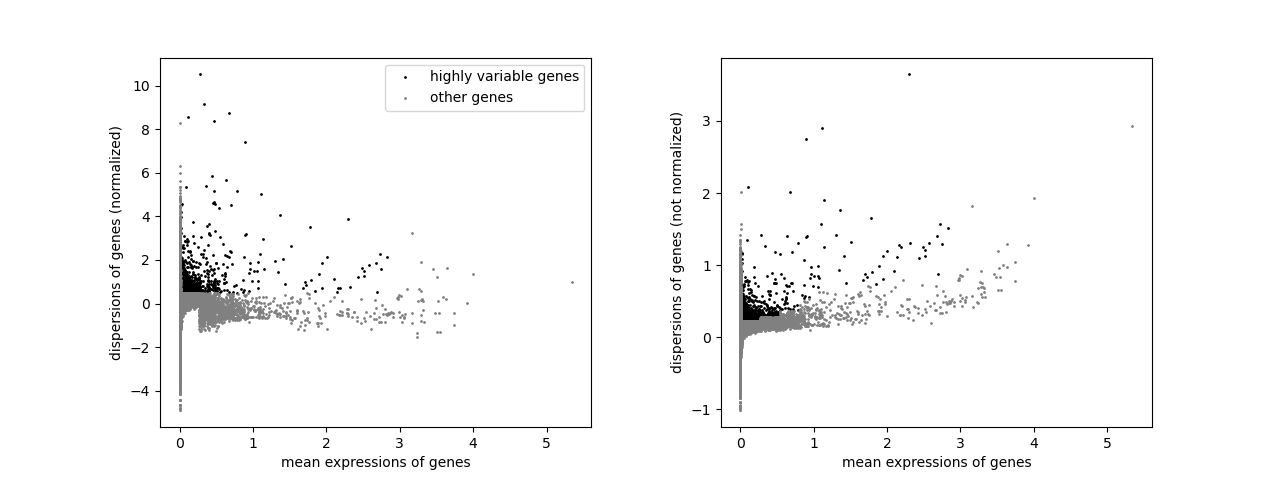 highly variable genes
other genes
dispersions of genes (normalized)
10
8
6
4
2
0
−2
−4
0 1 2 3 4 5
mean expressions of genes
dispersions of genes (not normalized)
3
2
1
0
−1
0 1 2 3 4 5
mean expressions of genes